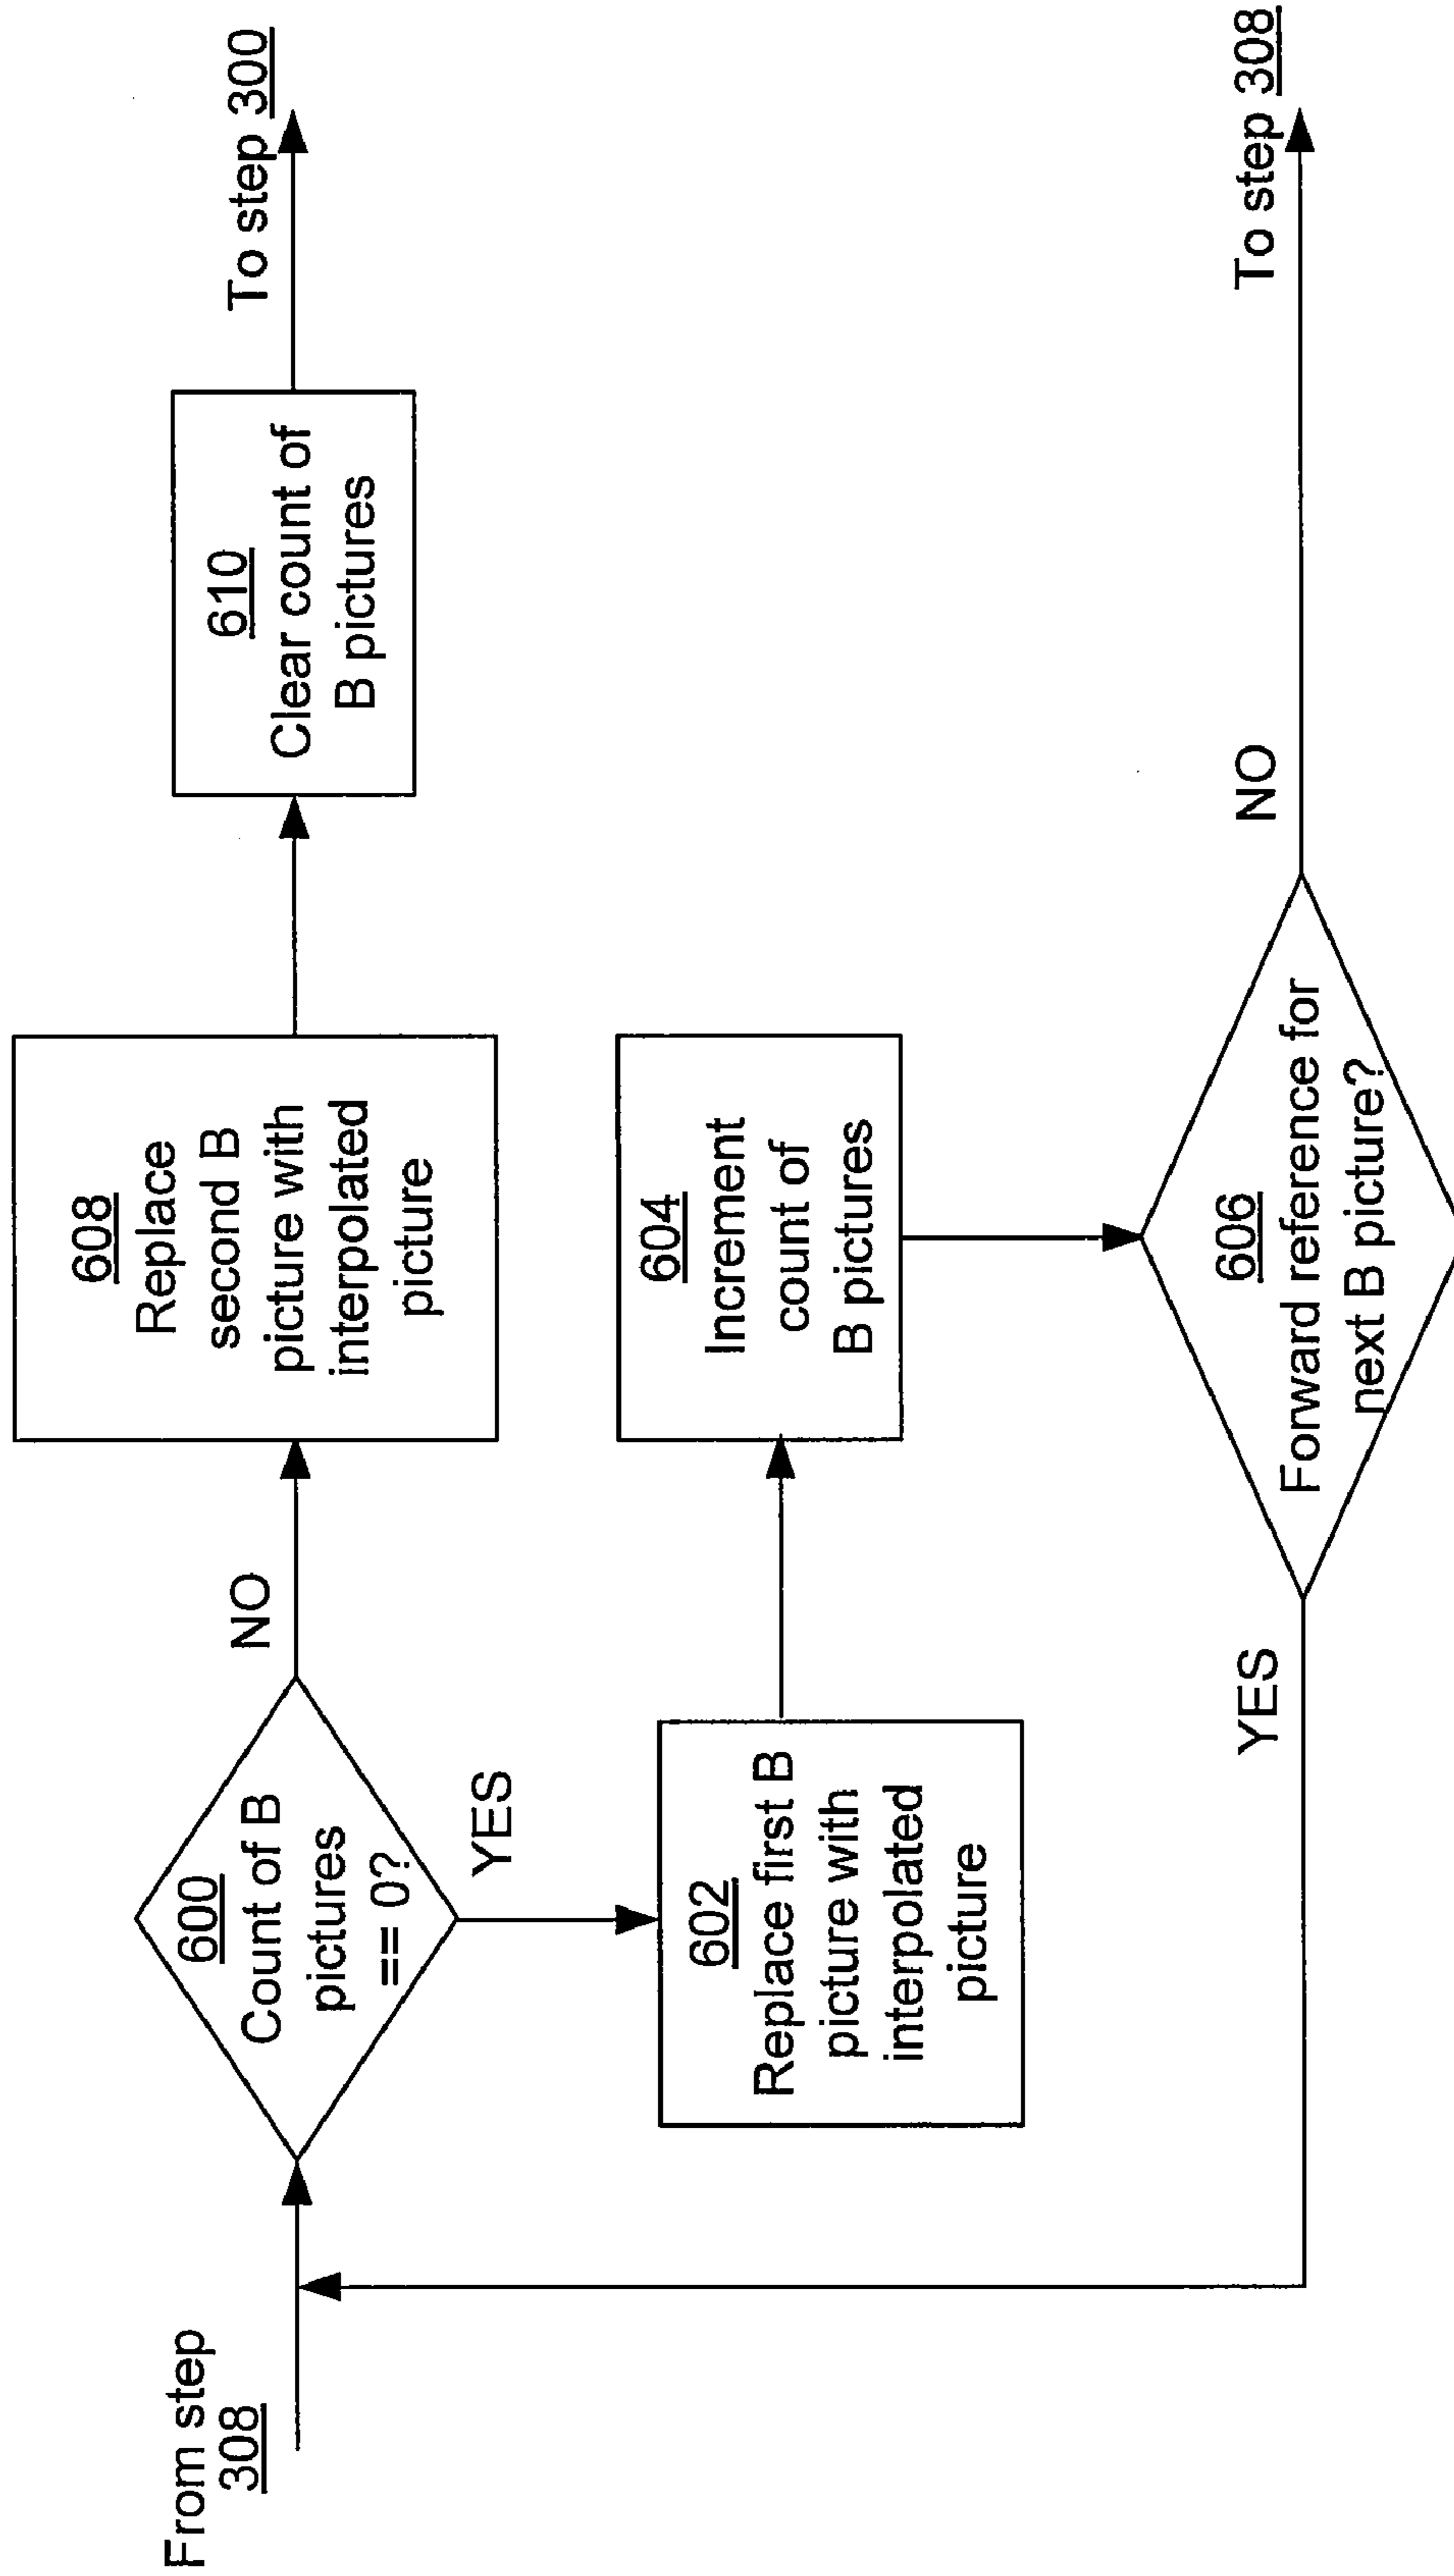 From step
308
600
Count of B
pictures
== 0?
NO
YES
608
Replace
second B
picture with
interpolated
picture
610
Clear count of
B pictures
To step 300
602
Replace first B
picture with
interpolated
picture
604
Increment
count of
B pictures
606
Forward reference for
next B picture?
YES
NO
To step 308